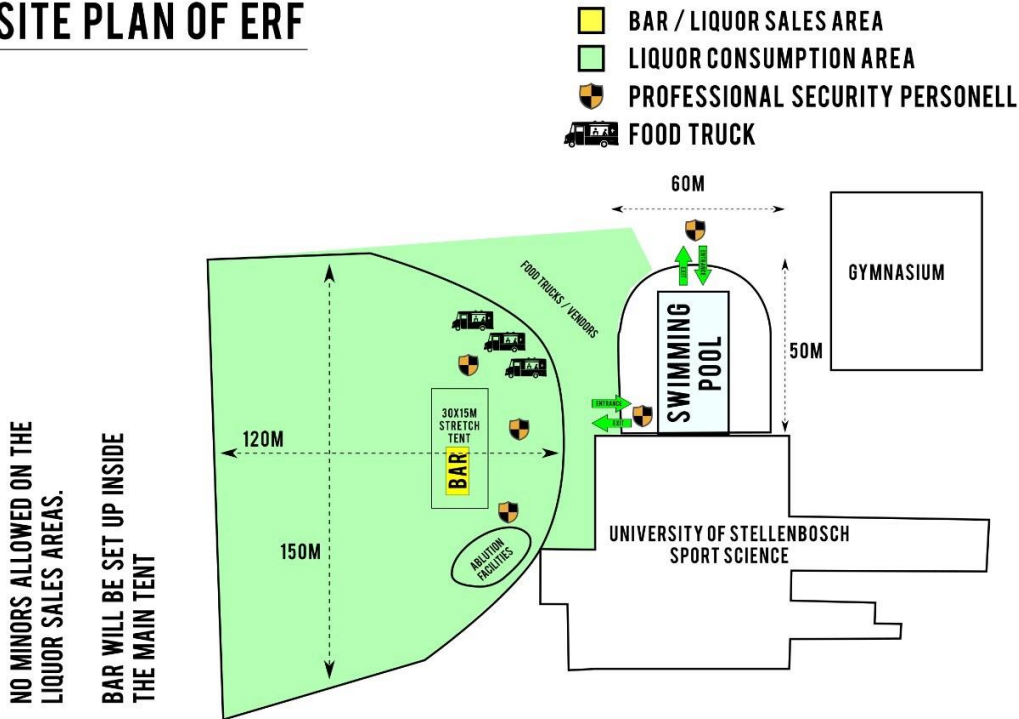 SITE PLAN OF ERF
BAR / LIQUOR SALES AREA
LIQUOR CONSUMPTION AREA
PROFESSIONAL SECURITY PERSONELL
FOOD TRUCK
60M
EXIT
ENTRANCE
GYMNASIUM
FOOD TRUCKS / VENDORS
SWIMMING
POOL
50M
ENTRANCE
EXIT
30X15M
STRETCH
TENT
BAR
120M
150M
ABLUTION
FACILITIES
UNIVERSITY OF STELLENBOSCH
SPORT SCIENCE
NO MINORS ALLOWED ON THE
LIQUOR SALES AREAS.
BAR WILL BE SET UP INSIDE
THE MAIN TENT